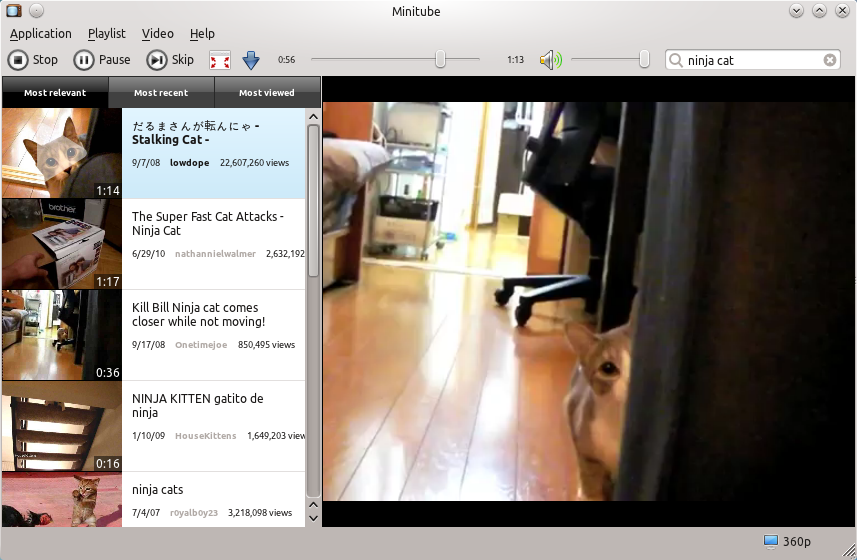 Minitube
Application Playlist Video Help
Stop Pause Skip 0:56 1:13 ninja cat
Most relevant Most recent Most viewed
だるまさんが転んにゃ -
Stalking Cat -
9/7/08 lowdope 22,607,260 views
1:14
brother
The Super Fast Cat Attacks -
Ninja Cat
6/29/10 nathannielwalmer 2,632,192
1:17
Kill Bill Ninja cat comes
closer while not moving!
9/17/08 Onetimejoe 850,495 views
0:36
NINJA KITTEN gatito de
ninja
1/10/09 HouseKittens 1,649,203 view
0:16
ninja cats
7/4/07 r0yalb0y23 3,218,098 views
360p